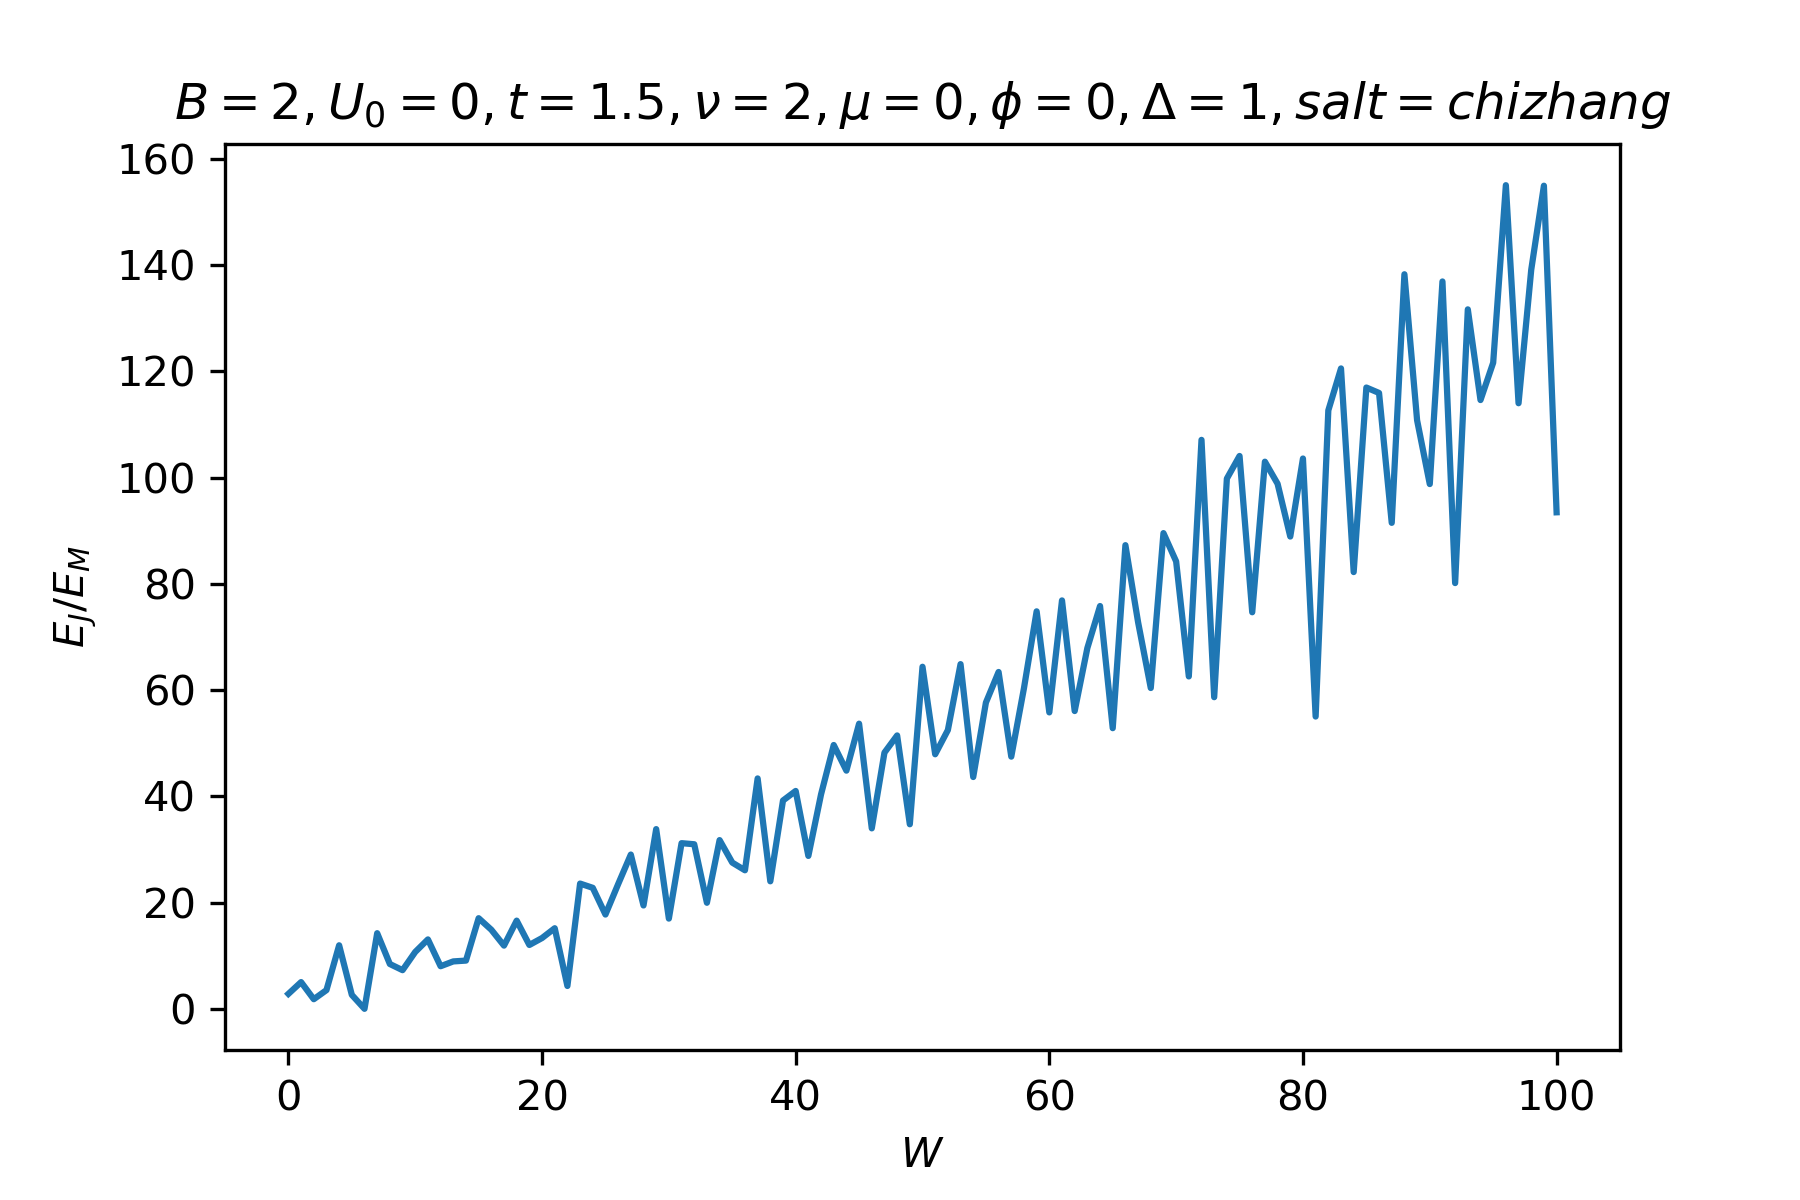 B = 2, U₀ = 0, t = 1.5, ν = 2, μ = 0, ϕ = 0, Δ = 1, salt = chizhang
160
140
120
100
80
60
40
20
0
E_J/E_M
0 20 40 60 80 100
W